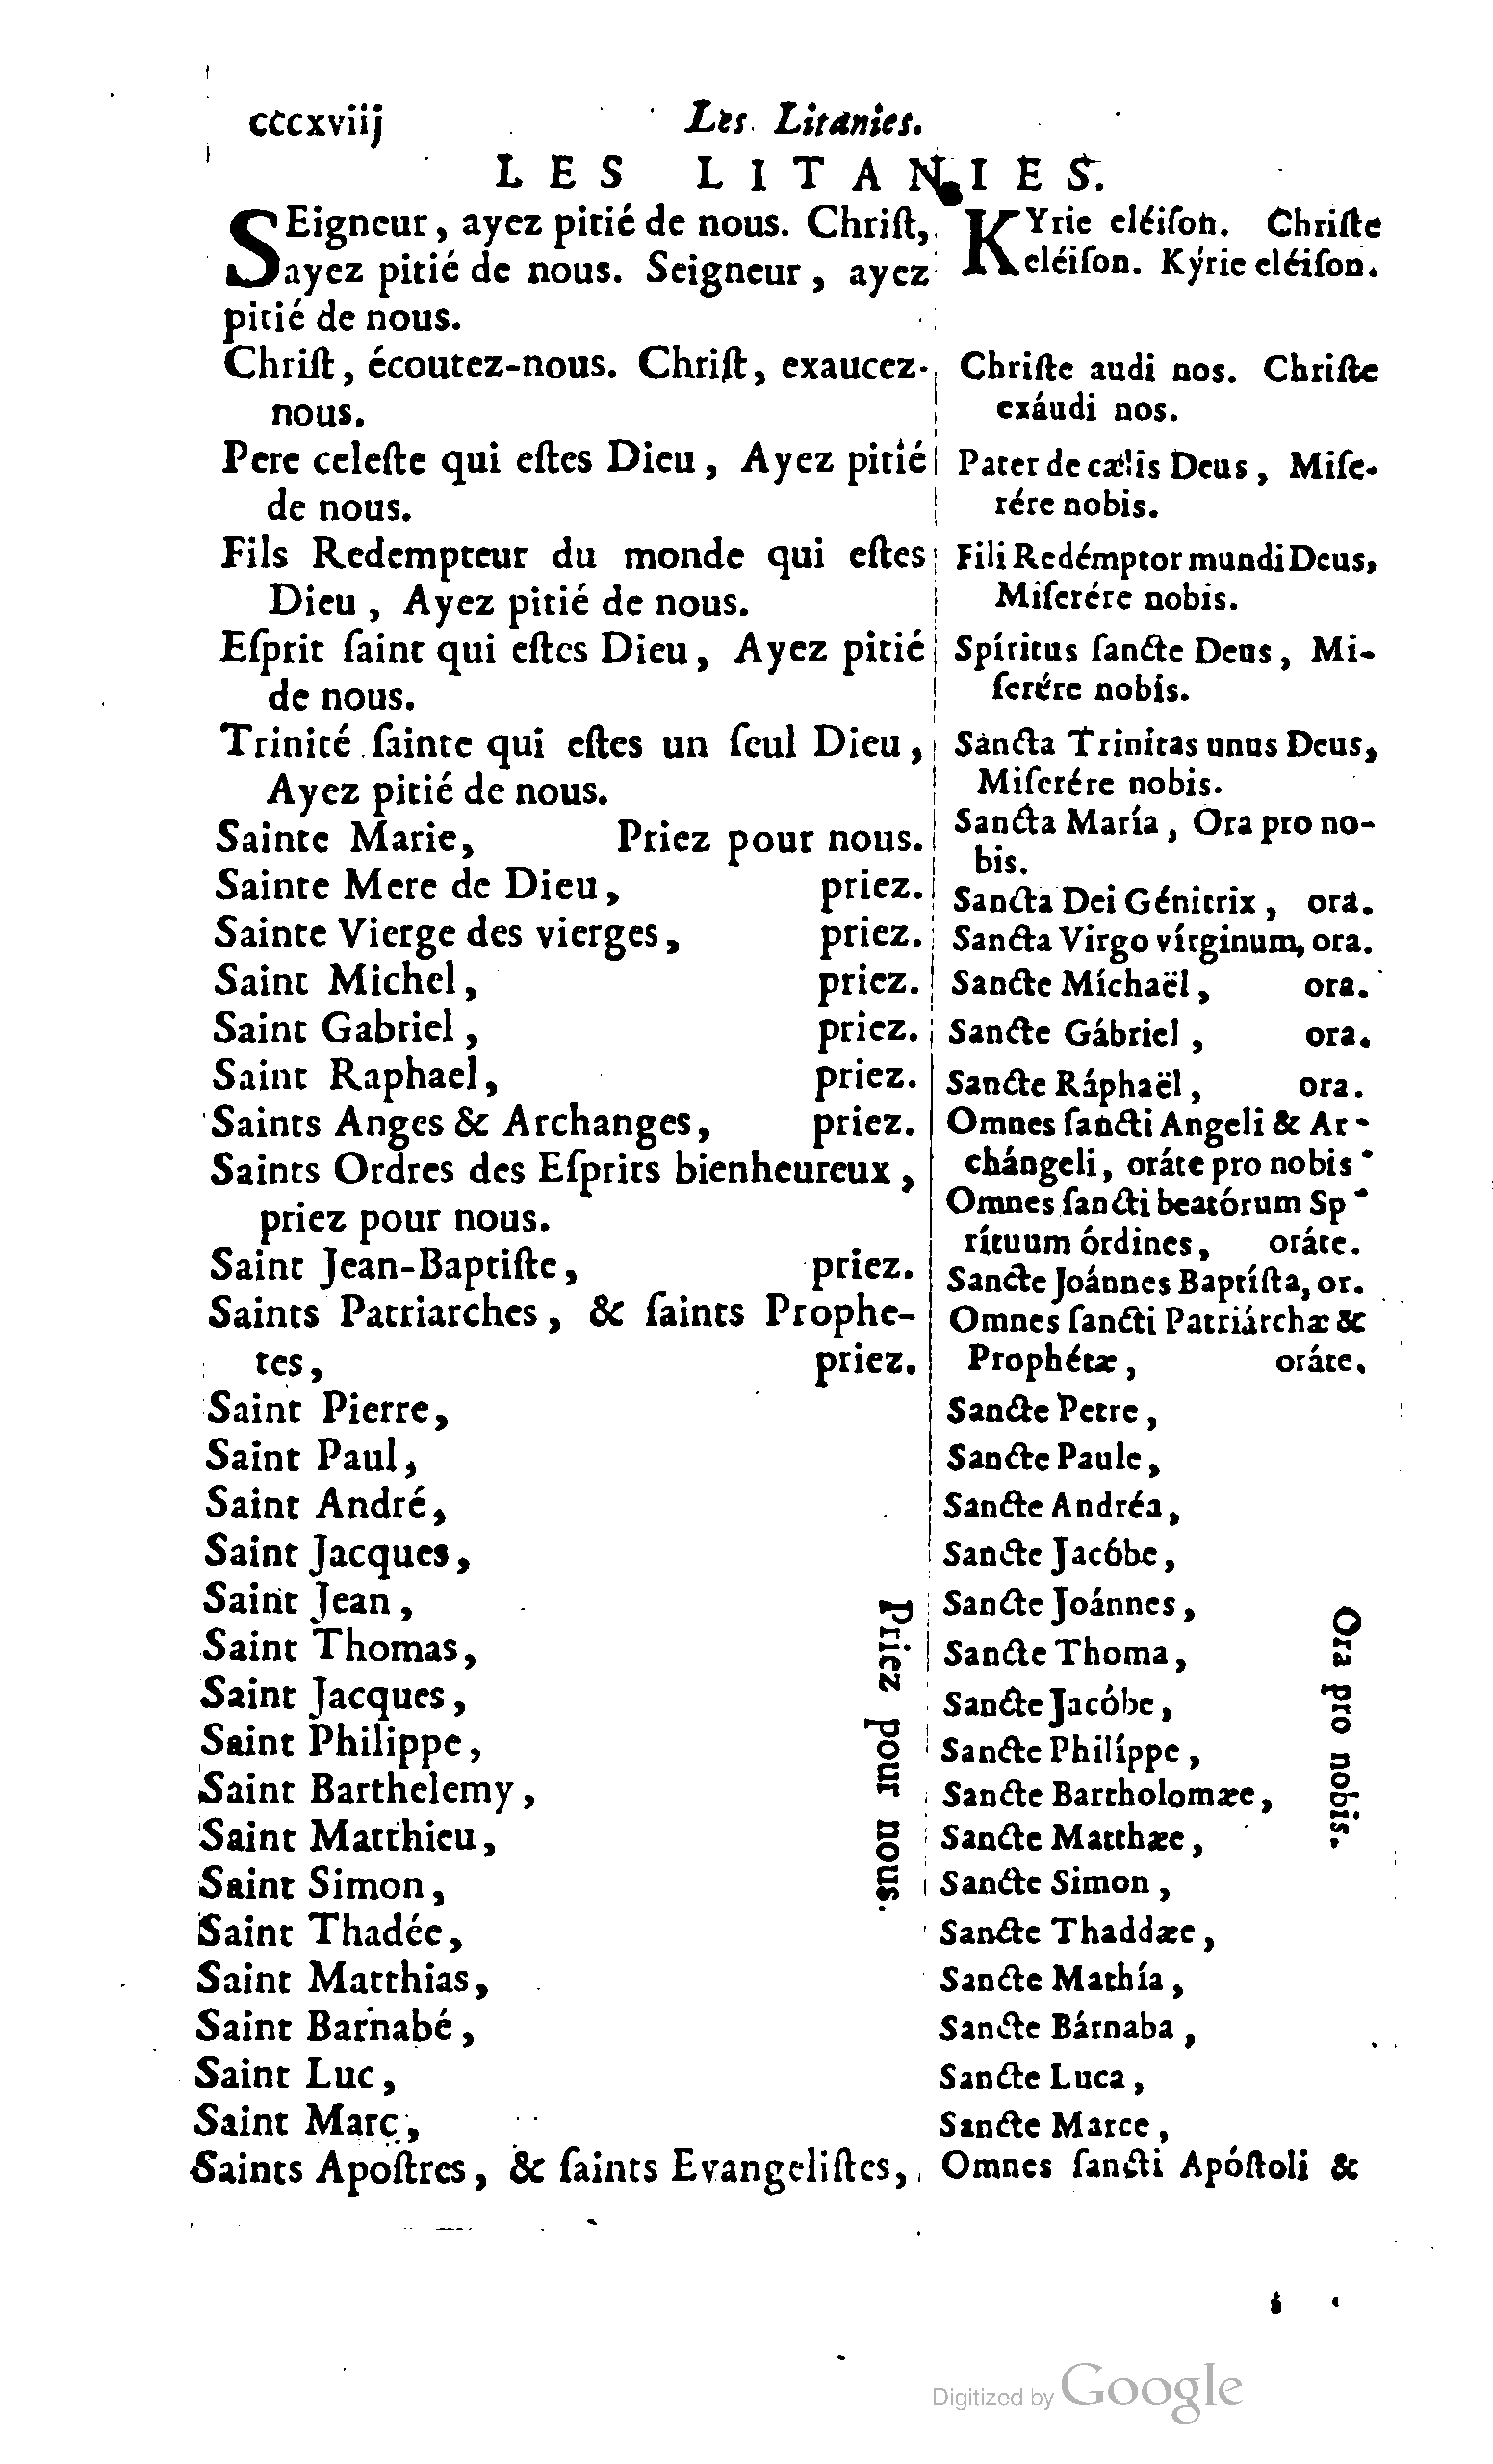 cccxviij Les Litanies.
LES LITANIES.
SEigneur, ayez pitié de nous. Chriſt,
ayez pitié de nous. Seigneur, ayez
pitié de nous.
Chriſt, écoutez-nous. Chriſt, exaucez-
nous.
Pere celeſte qui eſtes Dieu, Ayez pitié
de nous.
Fils Redempteur du monde qui eſtes
Dieu, Ayez pitié de nous.
Eſprit ſaint qui eſtes Dieu, Ayez pitié
de nous.
Trinité ſainte qui eſtes un ſeul Dieu,
Ayez pitié de nous.
Sainte Marie, Priez pour nous.
Sainte Mere de Dieu, priez.
Sainte Vierge des vierges, priez.
Saint Michel, priez.
Saint Gabriel, priez.
Saint Raphael, priez.
Saints Anges & Archanges, priez.
Saints Ordres des Eſprits bienheureux,
priez pour nous.
Saint Jean-Baptiſte, priez.
Saints Patriarches, & ſaints Prophe-
tes, priez.
Saint Pierre,
Saint Paul,
Saint André,
Saint Jacques,
Saint Jean,
Saint Thomas,
Saint Jacques,
Saint Philippe,
Saint Barthelemy,
Saint Matthieu,
Saint Simon,
Saint Thadée,
Saint Matthias,
Saint Barnabé,
Saint Luc,
Saint Marc,
Saints Apoſtres, & ſaints Evangeliſtes,
Priez pour nous.
KYrie eléiſon. Chriſte
eléiſon. Kýrie eléiſon.
Chriſte audi nos. Chriſte
exáudi nos.
Pater de cælis Deus, Miſe-
rére nobis.
Fili Redémptor mundi Deus,
Miſerére nobis.
Spíritus ſancte Deus, Mi-
ſerére nobis.
Sancta Trinítas unus Deus,
Miſerére nobis.
Sancta María, Ora pro no-
bis.
Sancta Dei Génitrix, ora.
Sancta Virgo vírginum, ora.
Sancte Míchaël, ora.
Sancte Gábriel, ora.
Sancte Ráphaël, ora.
Omnes ſancti Angeli & Ar-
chángeli, oráte pro nobis
Omnes ſancti beatórum Sp
rítuum órdines, oráte.
Sancte Joánnes Baptíſta, or.
Omnes ſancti Patriárchæ &
Prophétæ, oráte.
Sancte Petre,
Sancte Paule,
Sancte Andréa,
Sancte Jacóbe,
Sancte Joánnes,
Sancte Thoma,
Sancte Jacóbe,
Sancte Philíppe,
Sancte Bartholomæe,
Sancte Matthæe,
Sancte Simon,
Sancte Thaddæe,
Sancte Mathía,
Sancte Bárnaba,
Sancte Luca,
Sancte Marce,
Omnes ſancti Apóſtoli &
Ora pro nobis.
Digitized by Google